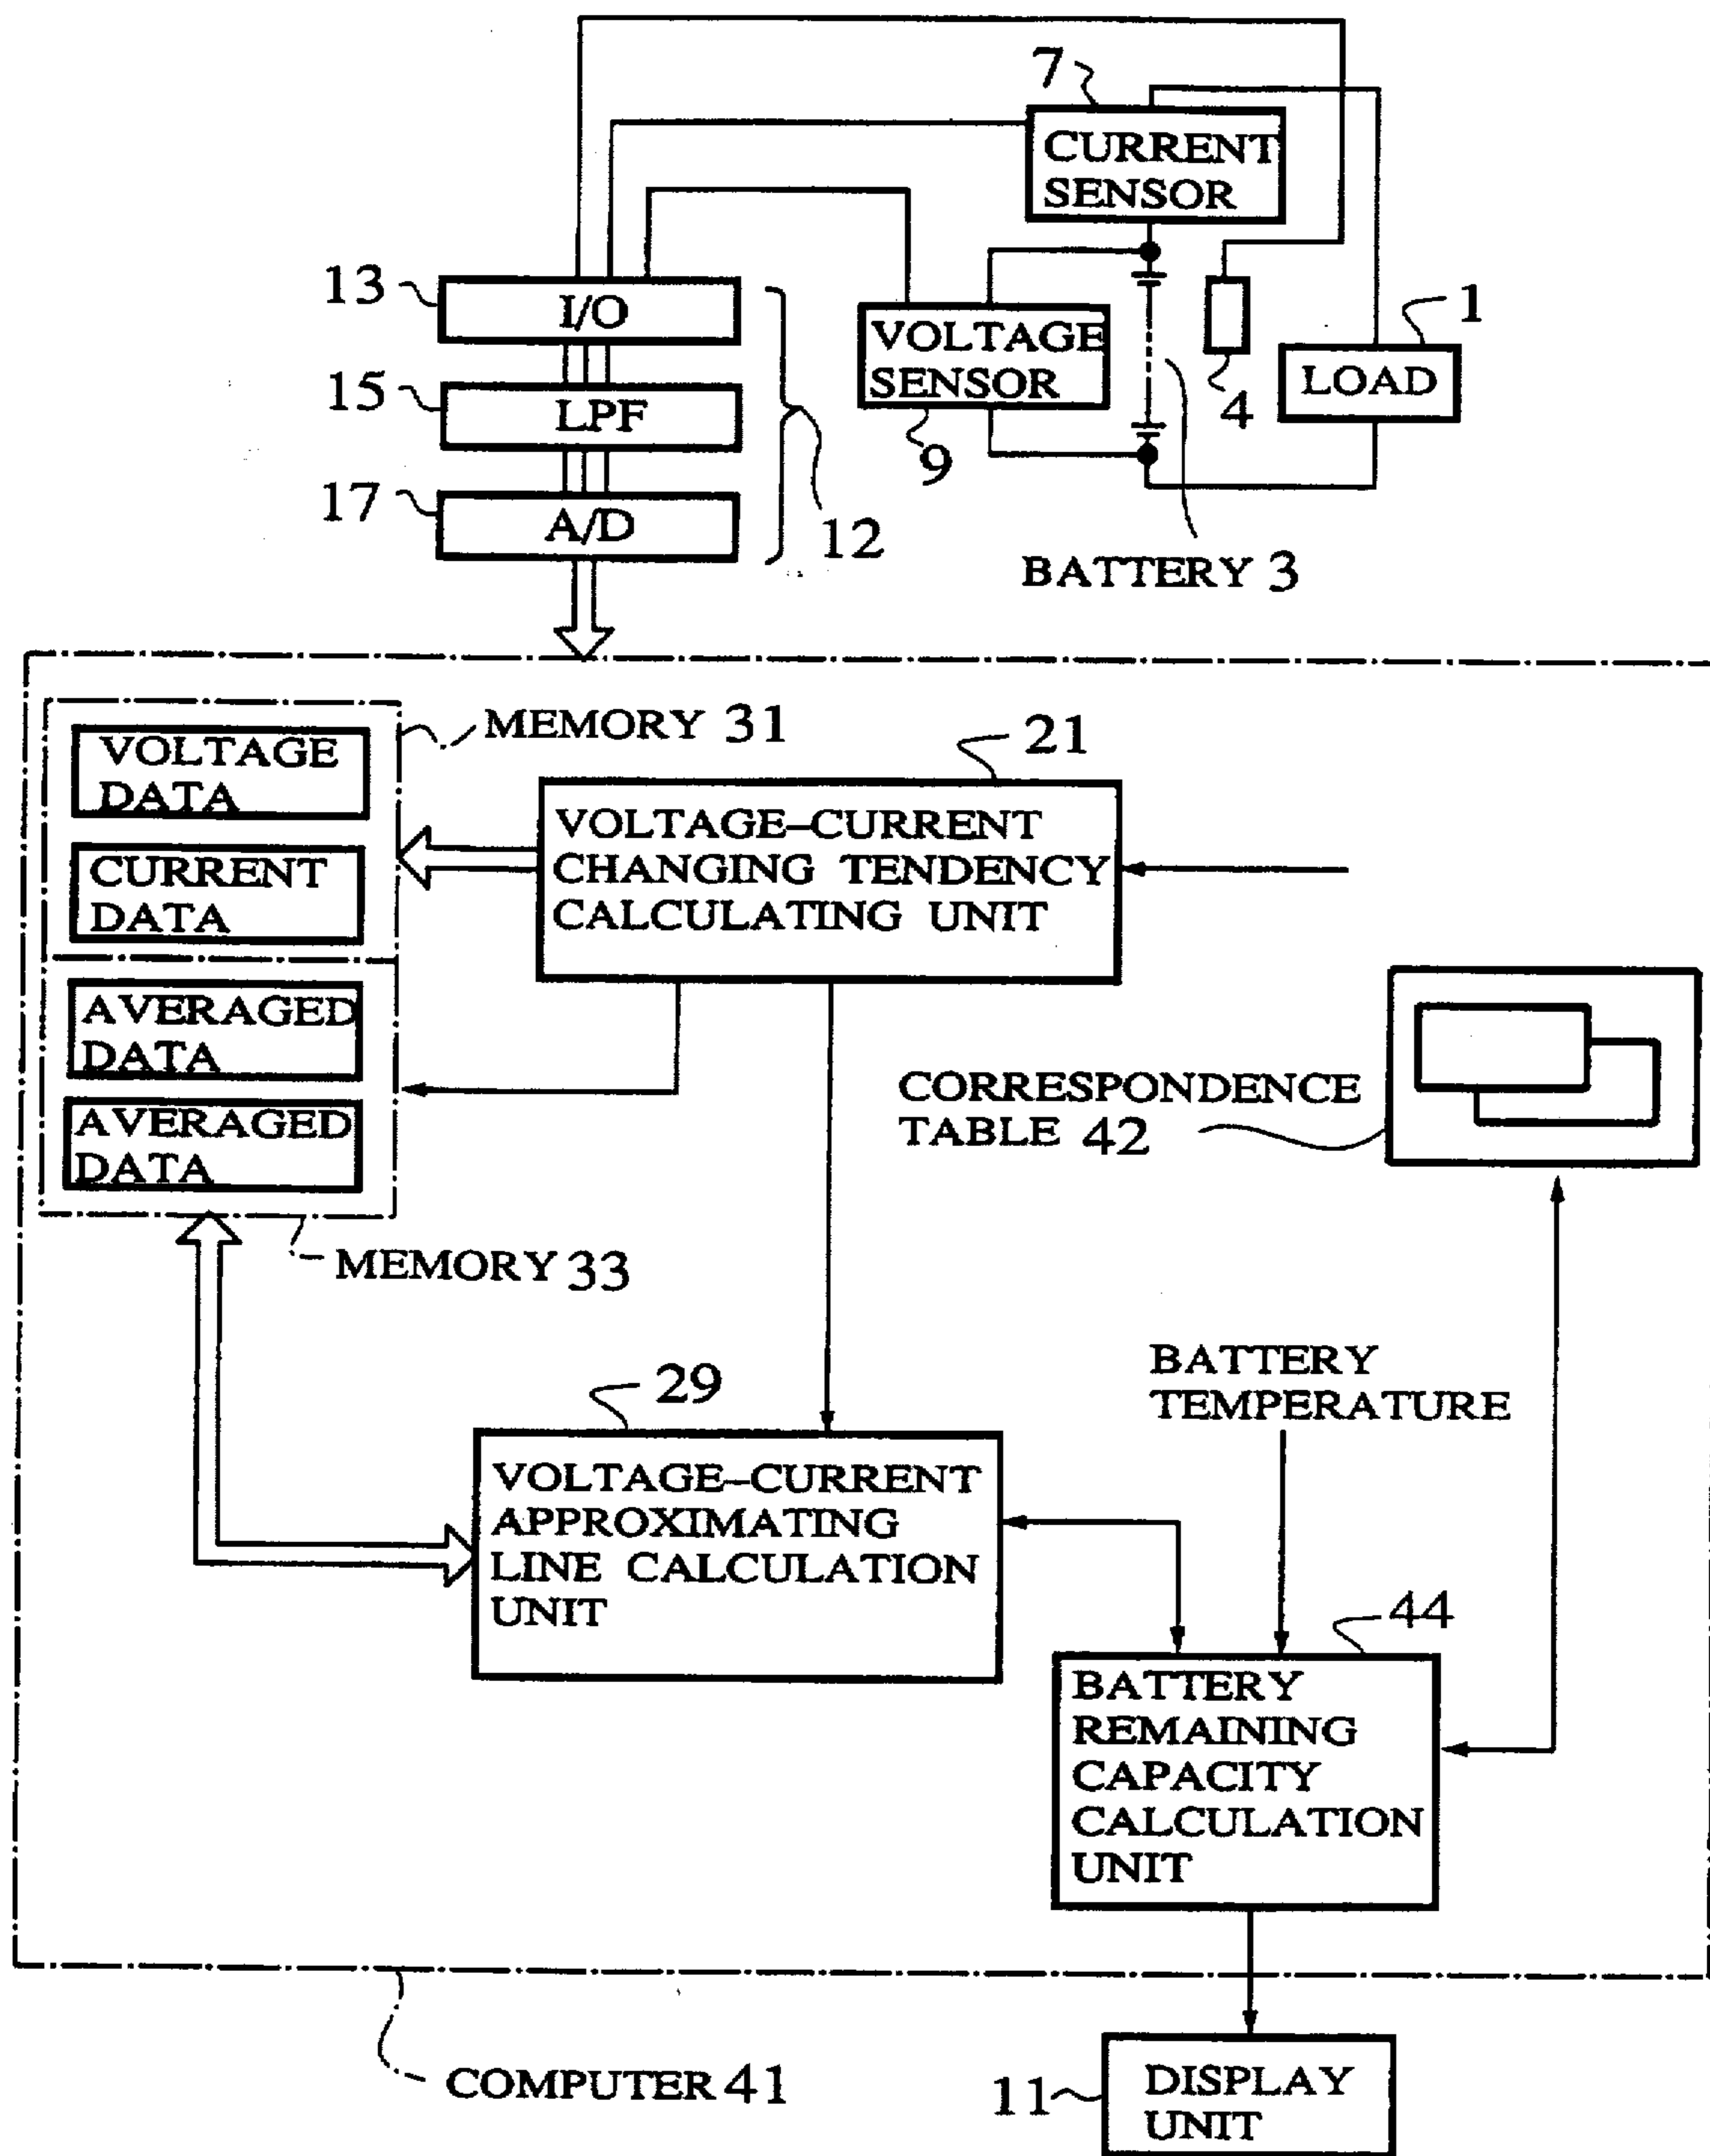 7
CURRENT
SENSOR
13
I/O
15
LPF
17
A/D
12
VOLTAGE
SENSOR
9
4
1
LOAD
BATTERY 3
MEMORY 31
VOLTAGE
DATA
CURRENT
DATA
21
VOLTAGE-CURRENT
CHANGING TENDENCY
CALCULATING UNIT
AVERAGED
DATA
AVERAGED
DATA
MEMORY 33
CORRESPONDENCE
TABLE 42
29
VOLTAGE-CURRENT
APPROXIMATING
LINE CALCULATION
UNIT
BATTERY
TEMPERATURE
44
BATTERY
REMAINING
CAPACITY
CALCULATION
UNIT
COMPUTER 41
11
DISPLAY
UNIT